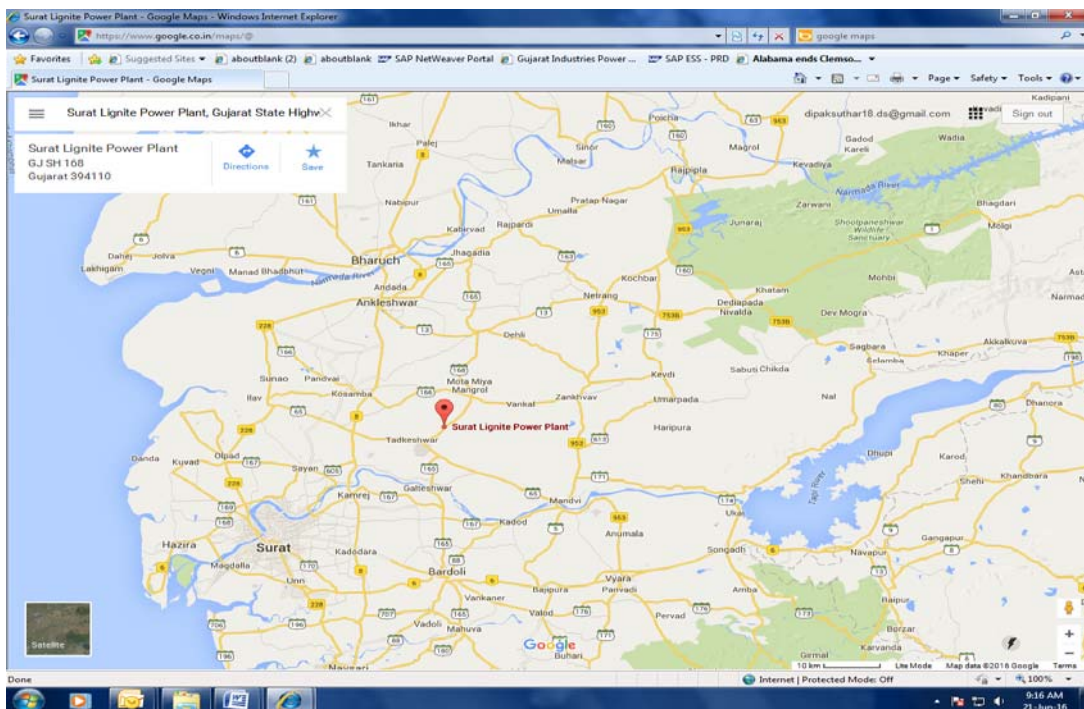 Surat Lignite Power Plant - Google Maps - Windows Internet Explorer
https://www.google.co.in/maps/@
google maps
Favorites Suggested Sites aboutblank (2) aboutblank SAP NetWeaver Portal Gujarat Industries Power ... SAP ESS - PRD Alabama ends Clemso...
Surat Lignite Power Plant - Google Maps
Page Safety Tools
Surat Lignite Power Plant, Gujarat State Highw
dipaksuthar18.ds@gmail.com
Sign out
Surat Lignite Power Plant
GJ SH 168
Gujarat 394110
Directions
Save
Kadipani
Ikhar
Palej
Sinor
Poicha
Magrol
Gadod
Kareli
Wadia
Tankaria
Malsar
Rajpipla
Kevadiya
Narmada River
Nabipur
Pratap Nagar
Umalla
Zarwani
Bhagdari
Kabirvad
Rajpardi
Junaraj
Shoolpaneshwar
Wildlife
Sanctuary
Molgi
Dahej
Jolva
Lakhigam
Vegni
Manad Bhadbhut
Narmada River
Bharuch
Jhagadia
Andada
Ankleshwar
Kochbar
Netrang
Mohbi
Khatam
Dediapada
Nivalda
Dev Mogra
Dehli
Sagbara
Selamba
Khaper
Akkalkuva
Sunao
Pandvai
Ilav
Kosamba
Mota Miya
Mangrol
Vankal
Zankhvav
Kevdi
Umarpada
Sabuti Chikda
Nal
Dhanora
Surat Lignite Power Plant
Haripura
Tadkeshwar
Danda
Kuvad
Olpad
Sayan
Galteshwar
Kamrej
Mandvi
Kadod
Dhupi
Karod
Shehi
Khandbara
Tapi River
Ukai
Anumala
Hazira
Surat
Magdalla
Unn
Kadodara
Bardoli
Songadh
Navapur
Gangapur
Vyara
Bajipura
Panvadi
Vankaner
Valod
Vadoli
Mahuva
Pervad
Amba
Raipur
Borzar
Karvanda
Girmal
Buhari
Google
Satellite
10 km
Lite Mode
Map data ©2016 Google
Terms
Done
Internet | Protected Mode: Off
100%
9:16 AM
21-Jun-16